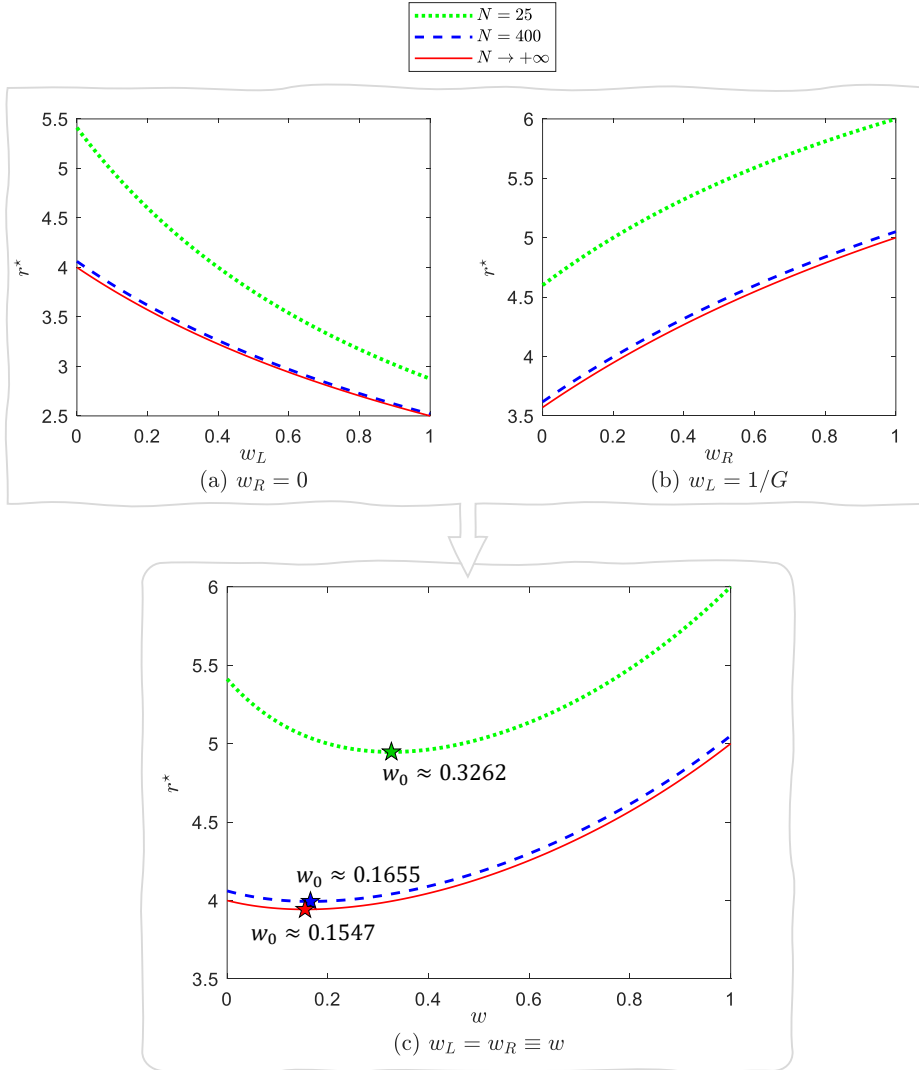 N = 25
N = 400
N → +∞
5.5
5
4.5
4
3.5
3
2.5
r⋆
0 0.2 0.4 0.6 0.8 1
w_L
(a) w_R = 0
6
5.5
5
4.5
4
3.5
r⋆
0 0.2 0.4 0.6 0.8 1
w_R
(b) w_L = 1/G
6
5.5
5
4.5
4
3.5
r⋆
w₀ ≈ 0.3262
w₀ ≈ 0.1655
w₀ ≈ 0.1547
0 0.2 0.4 0.6 0.8 1
w
(c) w_L = w_R ≡ w